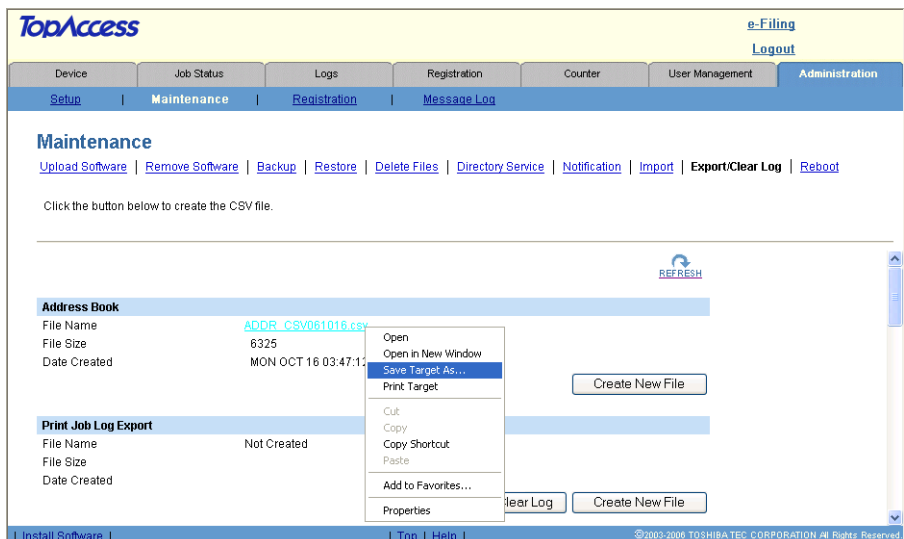 TopAccess
e-Filing
Logout
Device Job Status Logs Registration Counter User Management Administration
Setup | Maintenance | Registration | Message Log
Maintenance
Upload Software | Remove Software | Backup | Restore | Delete Files | Directory Service | Notification | Import | Export/Clear Log | Reboot
Click the button below to create the CSV file.
REFRESH
Address Book
File Name ADDR_CSV061016.csv
File Size 6325
Date Created MON OCT 16 03:47:12
Open
Open in New Window
Save Target As...
Print Target
Cut
Copy
Copy Shortcut
Paste
Add to Favorites...
Properties
Create New File
Print Job Log Export
File Name Not Created
File Size
Date Created
Clear Log Create New File
| Install Software | | Top | Help | ©2003-2006 TOSHIBA TEC CORPORATION All Rights Reserved.